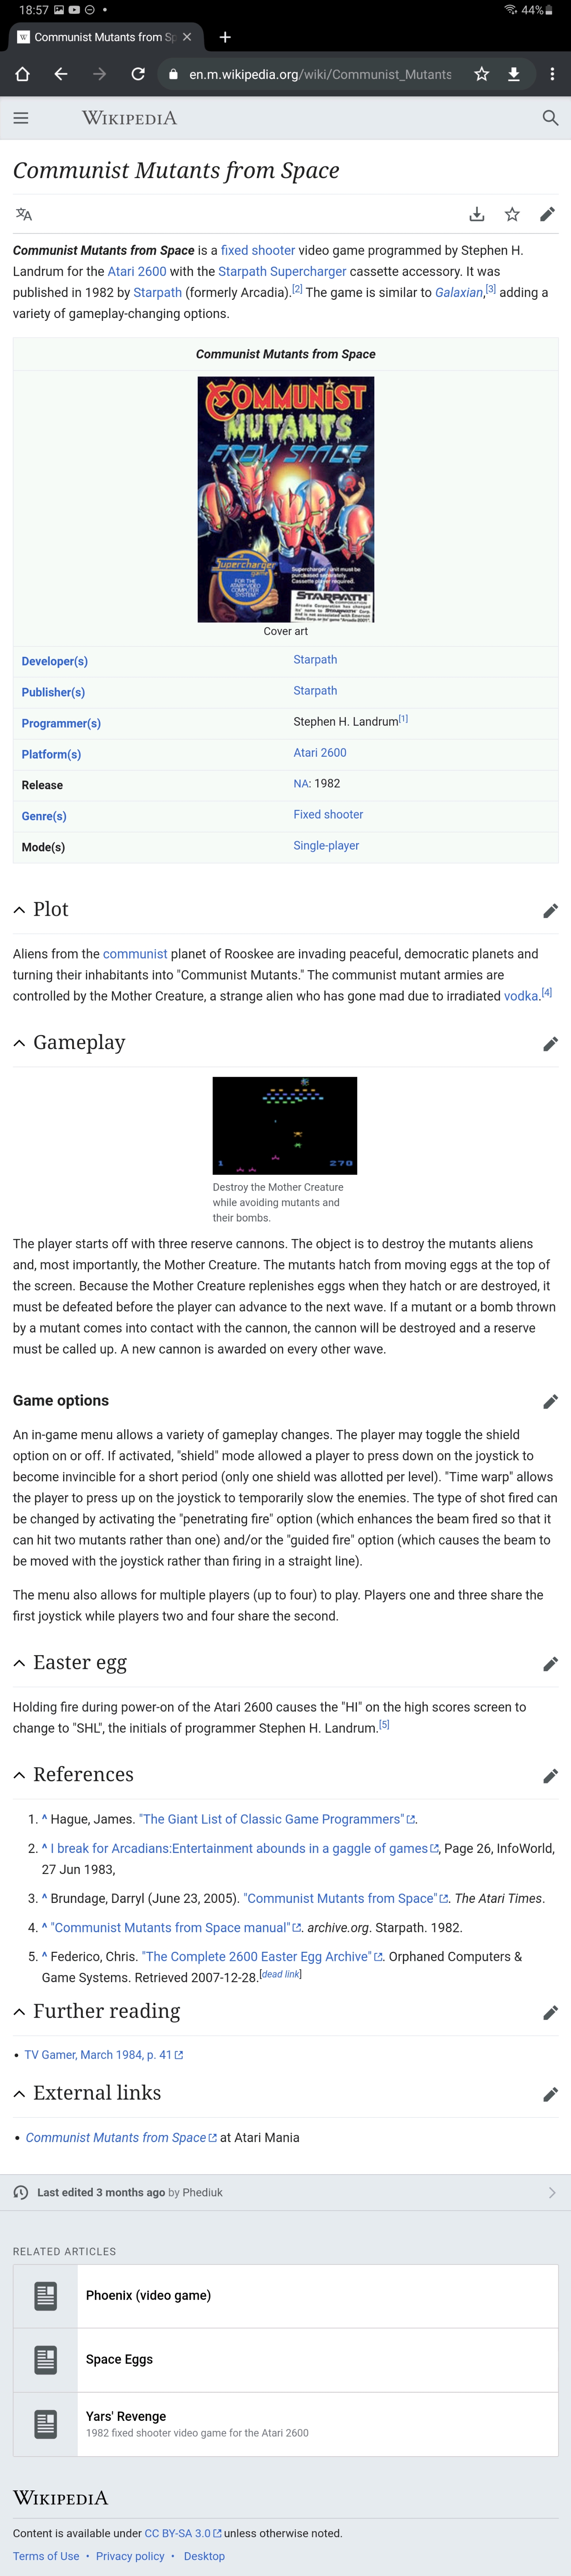 18:57
44%
Communist Mutants from Sp
en.m.wikipedia.org/wiki/Communist_Mutants
WIKIPEDIA
Communist Mutants from Space
Communist Mutants from Space is a fixed shooter video game programmed by Stephen H.
Landrum for the Atari 2600 with the Starpath Supercharger cassette accessory. It was
published in 1982 by Starpath (formerly Arcadia).[2] The game is similar to Galaxian,[3] adding a
variety of gameplay-changing options.
Communist Mutants from Space
COMMUNIST
MUTANTS
FROM SPACE
Supercharger
game
FOR THE
ATARI VIDEO
COMPUTER
SYSTEM
Supercharger unit must be
purchased separately.
Cassette player required.
STARPATH
Cover art
Developer(s) Starpath
Publisher(s) Starpath
Programmer(s) Stephen H. Landrum[1]
Platform(s) Atari 2600
Release NA: 1982
Genre(s) Fixed shooter
Mode(s) Single-player
Plot
Aliens from the communist planet of Rooskee are invading peaceful, democratic planets and
turning their inhabitants into "Communist Mutants." The communist mutant armies are
controlled by the Mother Creature, a strange alien who has gone mad due to irradiated vodka.[4]
Gameplay
1 270
Destroy the Mother Creature
while avoiding mutants and
their bombs.
The player starts off with three reserve cannons. The object is to destroy the mutants aliens
and, most importantly, the Mother Creature. The mutants hatch from moving eggs at the top of
the screen. Because the Mother Creature replenishes eggs when they hatch or are destroyed, it
must be defeated before the player can advance to the next wave. If a mutant or a bomb thrown
by a mutant comes into contact with the cannon, the cannon will be destroyed and a reserve
must be called up. A new cannon is awarded on every other wave.
Game options
An in-game menu allows a variety of gameplay changes. The player may toggle the shield
option on or off. If activated, "shield" mode allowed a player to press down on the joystick to
become invincible for a short period (only one shield was allotted per level). "Time warp" allows
the player to press up on the joystick to temporarily slow the enemies. The type of shot fired can
be changed by activating the "penetrating fire" option (which enhances the beam fired so that it
can hit two mutants rather than one) and/or the "guided fire" option (which causes the beam to
be moved with the joystick rather than firing in a straight line).
The menu also allows for multiple players (up to four) to play. Players one and three share the
first joystick while players two and four share the second.
Easter egg
Holding fire during power-on of the Atari 2600 causes the "HI" on the high scores screen to
change to "SHL", the initials of programmer Stephen H. Landrum.[5]
References
1. ^ Hague, James. "The Giant List of Classic Game Programmers".
2. ^ I break for Arcadians:Entertainment abounds in a gaggle of games, Page 26, InfoWorld,
27 Jun 1983,
3. ^ Brundage, Darryl (June 23, 2005). "Communist Mutants from Space". The Atari Times.
4. ^ "Communist Mutants from Space manual". archive.org. Starpath. 1982.
5. ^ Federico, Chris. "The Complete 2600 Easter Egg Archive". Orphaned Computers &
Game Systems. Retrieved 2007-12-28.[dead link]
Further reading
• TV Gamer, March 1984, p. 41
External links
• Communist Mutants from Space at Atari Mania
Last edited 3 months ago by Phediuk
RELATED ARTICLES
Phoenix (video game)
Space Eggs
Yars' Revenge
1982 fixed shooter video game for the Atari 2600
WIKIPEDIA
Content is available under CC BY-SA 3.0 unless otherwise noted.
Terms of Use • Privacy policy • Desktop